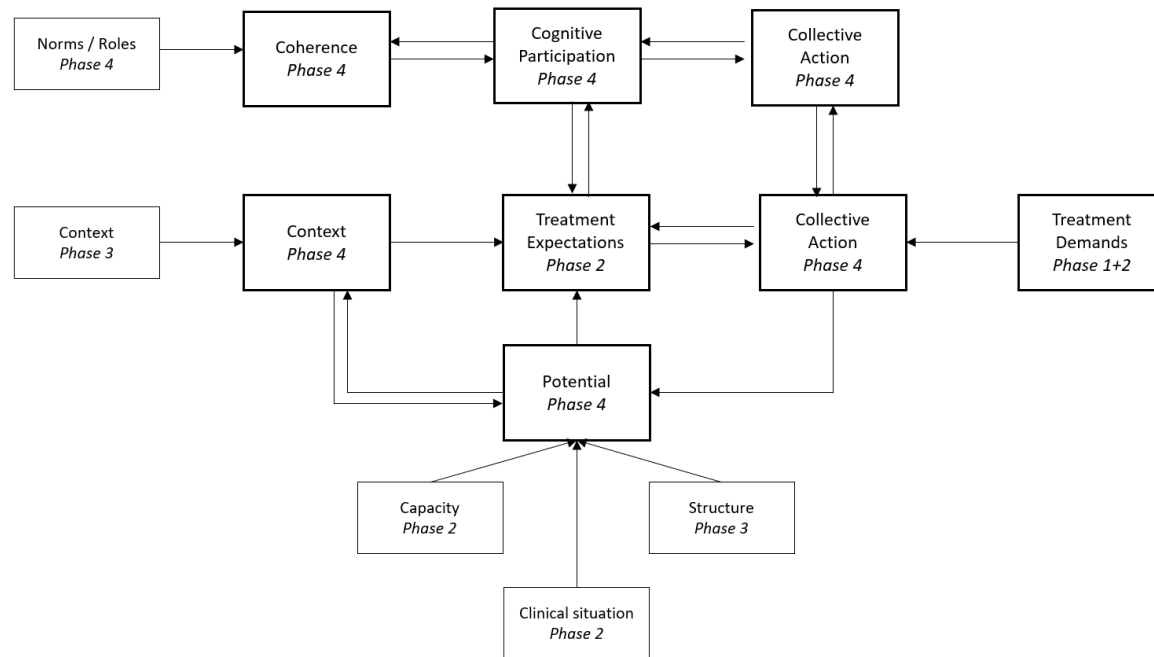 Norms / Roles
Phase 4
Coherence
Phase 4
Cognitive
Participation
Phase 4
Collective
Action
Phase 4
Context
Phase 3
Context
Phase 4
Treatment
Expectations
Phase 2
Collective
Action
Phase 4
Treatment
Demands
Phase 1+2
Potential
Phase 4
Capacity
Phase 2
Structure
Phase 3
Clinical situation
Phase 2